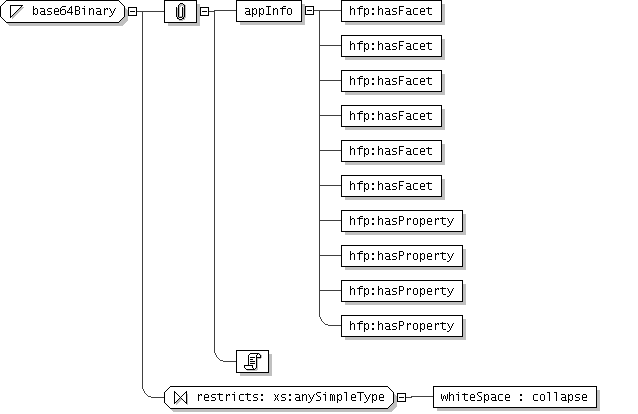 base64Binary
appInfo
hfp:hasFacet
hfp:hasFacet
hfp:hasFacet
hfp:hasFacet
hfp:hasFacet
hfp:hasFacet
hfp:hasProperty
hfp:hasProperty
hfp:hasProperty
hfp:hasProperty
restricts: xs:anySimpleType
whiteSpace : collapse